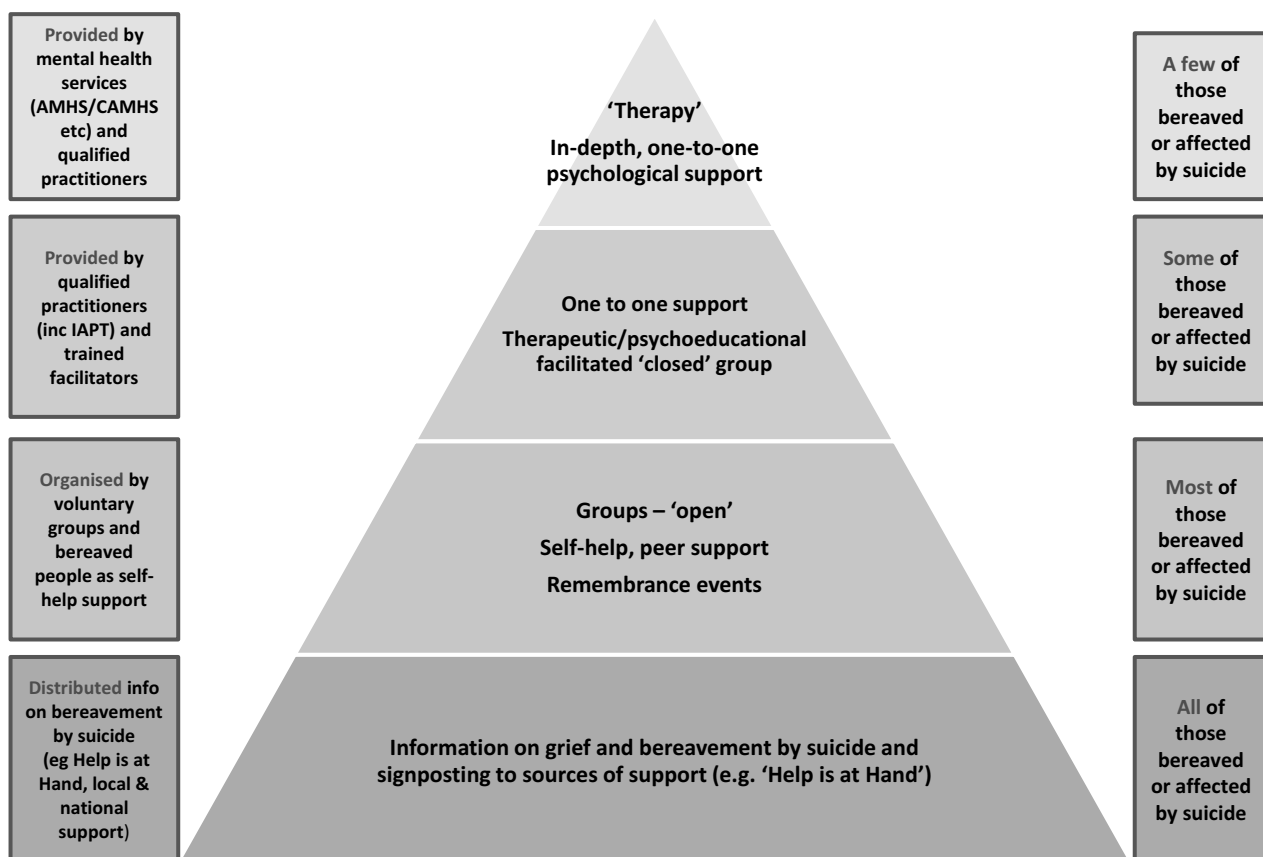 Provided by
mental health
services
(AMHS/CAMHS
etc) and
qualified
practitioners
‘Therapy’
In-depth, one-to-one
psychological support
A few of
those
bereaved
or affected
by suicide
Provided by
qualified
practitioners
(inc IAPT) and
trained
facilitators
One to one support
Therapeutic/psychoeducational
facilitated ‘closed’ group
Some of
those
bereaved
or affected
by suicide
Organised by
voluntary
groups and
bereaved
people as self-
help support
Groups – ‘open’
Self-help, peer support
Remembrance events
Most of
those
bereaved
or affected
by suicide
Distributed info
on bereavement
by suicide
(eg Help is at
Hand, local &
national
support)
Information on grief and bereavement by suicide and
signposting to sources of support (e.g. ‘Help is at Hand’)
All of
those
bereaved
or affected
by suicide